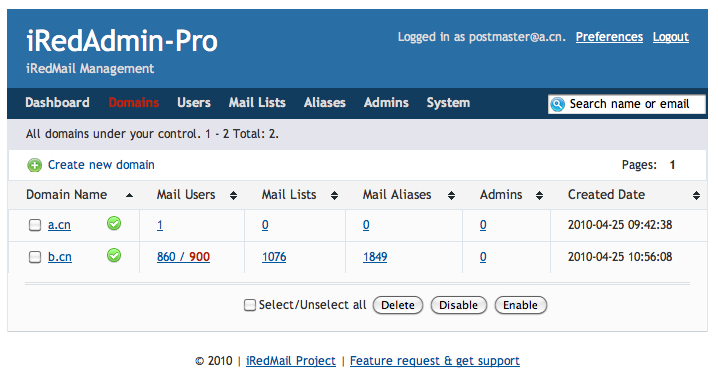 iRedAdmin-Pro
Logged in as postmaster@a.cn. Preferences Logout
iRedMail Management
Dashboard Domains Users Mail Lists Aliases Admins System Search name or email
All domains under your control. 1 - 2 Total: 2.
Create new domain Pages: 1
Domain Name Mail Users Mail Lists Mail Aliases Admins Created Date
a.cn 1 0 0 0 2010-04-25 09:42:38
b.cn 860 / 900 1076 1849 0 2010-04-25 10:56:08
Select/Unselect all Delete Disable Enable
© 2010 | iRedMail Project | Feature request & get support